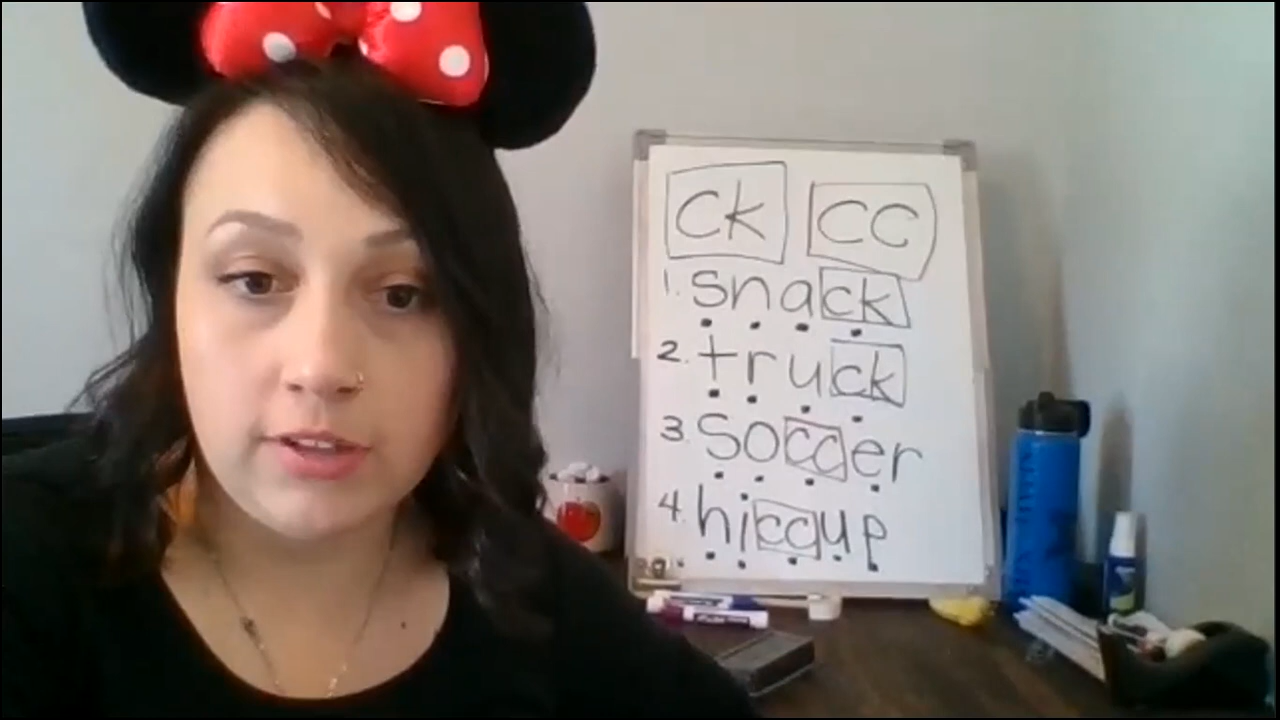 ck cc
1. snack
2. truck
3. soccer
4. hiccup